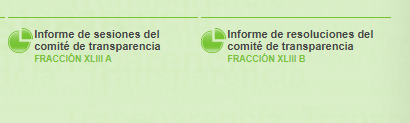 Informe de sesiones del
comité de transparencia
FRACCIÓN XLIII A
Informe de resoluciones del
comité de transparencia
FRACCIÓN XLIII B